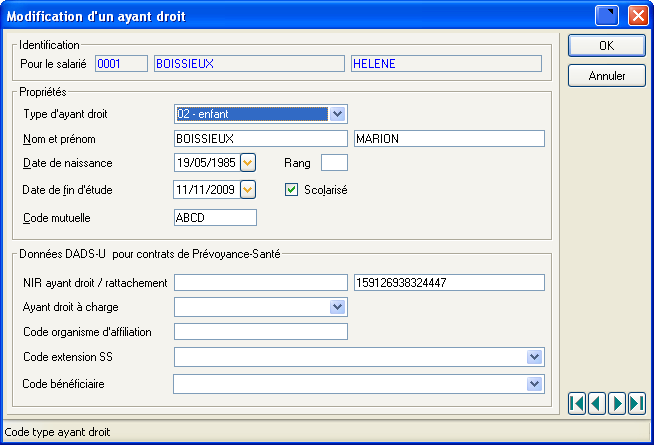 Modification d'un ayant droit
Identification
Pour le salarié 0001 BOISSIEUX HELENE
OK
Annuler
Propriétés
Type d'ayant droit 02 - enfant
Nom et prénom BOISSIEUX MARION
Date de naissance 19/05/1985 Rang
Date de fin d'étude 11/11/2009 Scolarisé
Code mutuelle ABCD
Données DADS-U pour contrats de Prévoyance-Santé
NIR ayant droit / rattachement 159126938324447
Ayant droit à charge
Code organisme d'affiliation
Code extension SS
Code bénéficiaire
Code type ayant droit